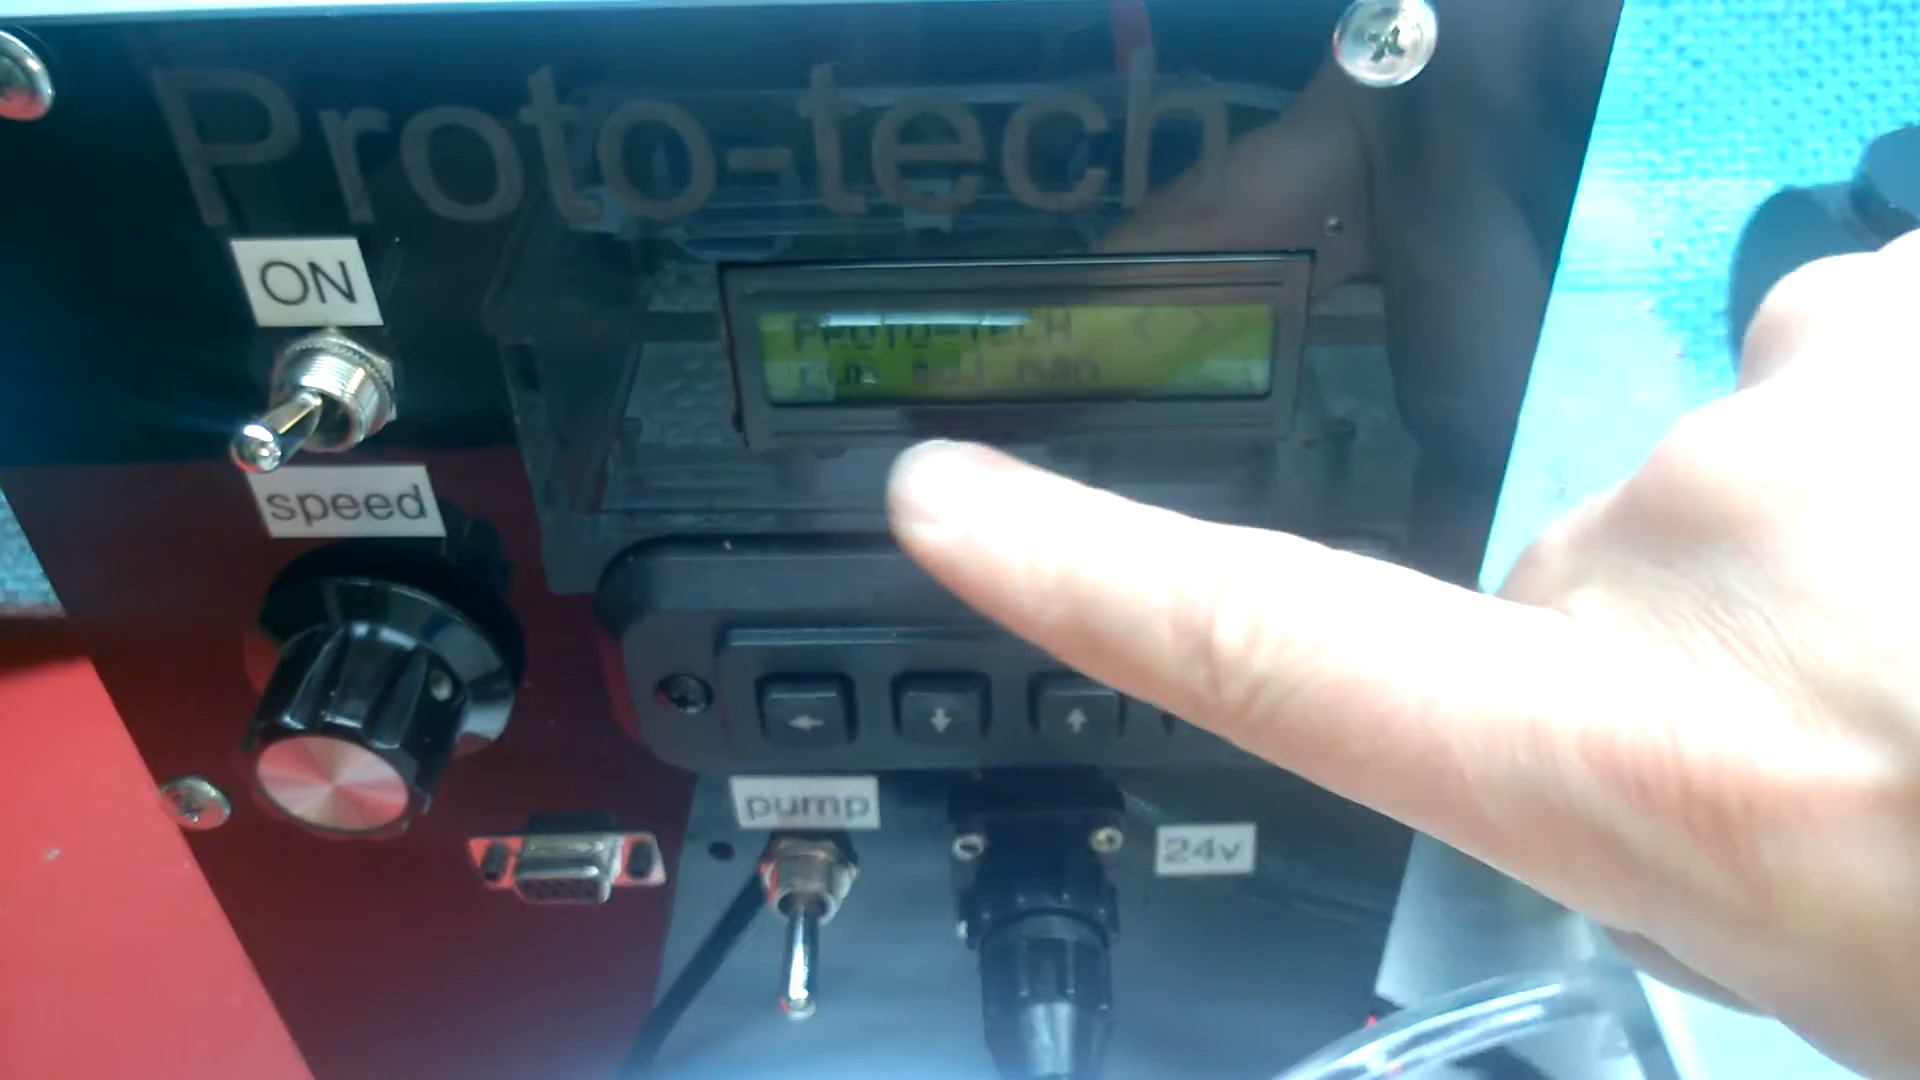 Proto-tech
ON
PROTO-TECH < >
speed
pump
24v